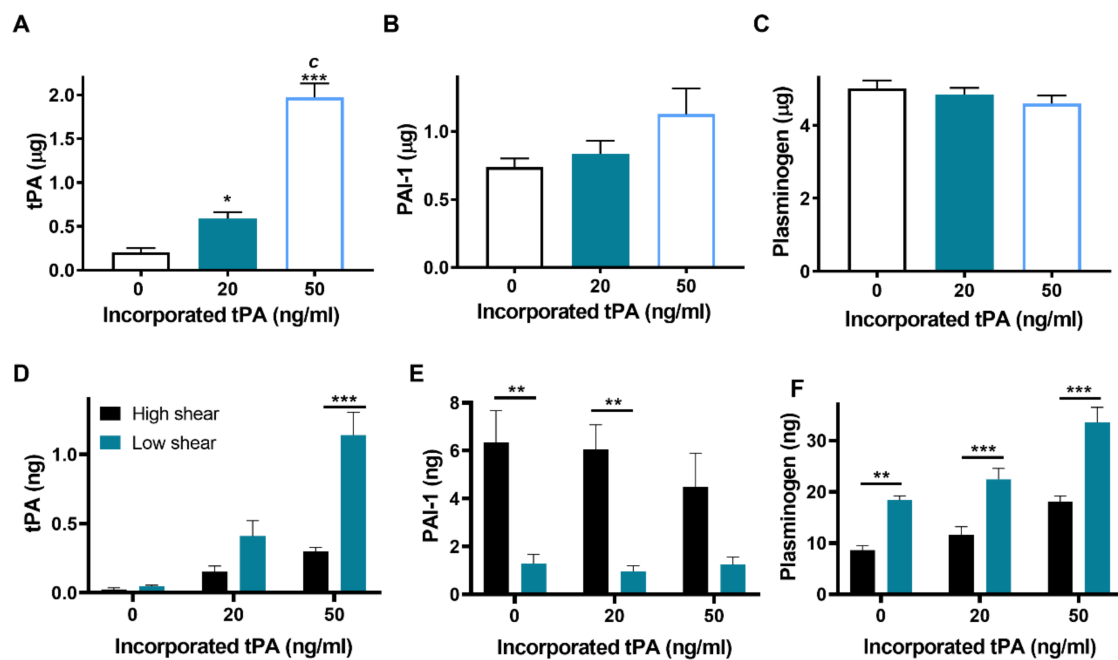 A
tPA (μg)
2.0
1.5
1.0
0.5
0.0
*
c
***
0
20
50
Incorporated tPA (ng/ml)
B
PAI-1 (μg)
1.0
0.5
0.0
0
20
50
Incorporated tPA (ng/ml)
C
Plasminogen (μg)
4
2
0
0
20
50
Incorporated tPA (ng/ml)
D
High shear
Low shear
tPA (ng)
1.0
0.5
0.0
***
0
20
50
Incorporated tPA (ng/ml)
E
PAI-1 (ng)
8
6
4
2
0
**
**
0
20
50
Incorporated tPA (ng/ml)
F
Plasminogen (ng)
30
20
10
0
**
***
***
0
20
50
Incorporated tPA (ng/ml)